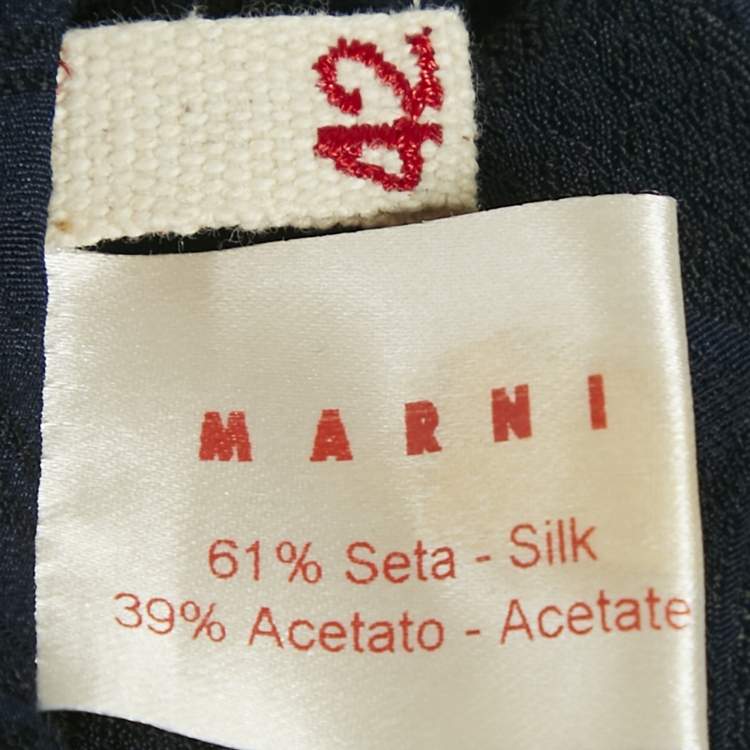 42
MARNI
61% Seta - Silk
39% Acetato - Acetate